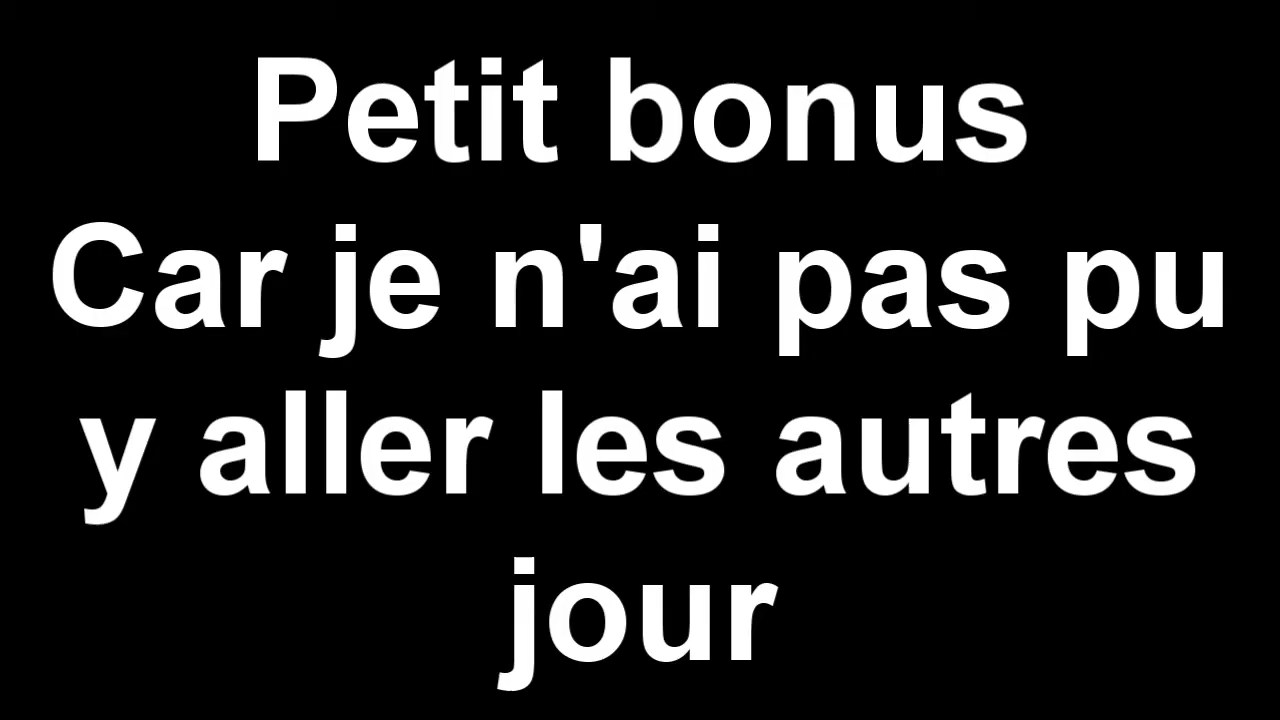 Petit bonus
Car je n'ai pas pu
y aller les autres
jour